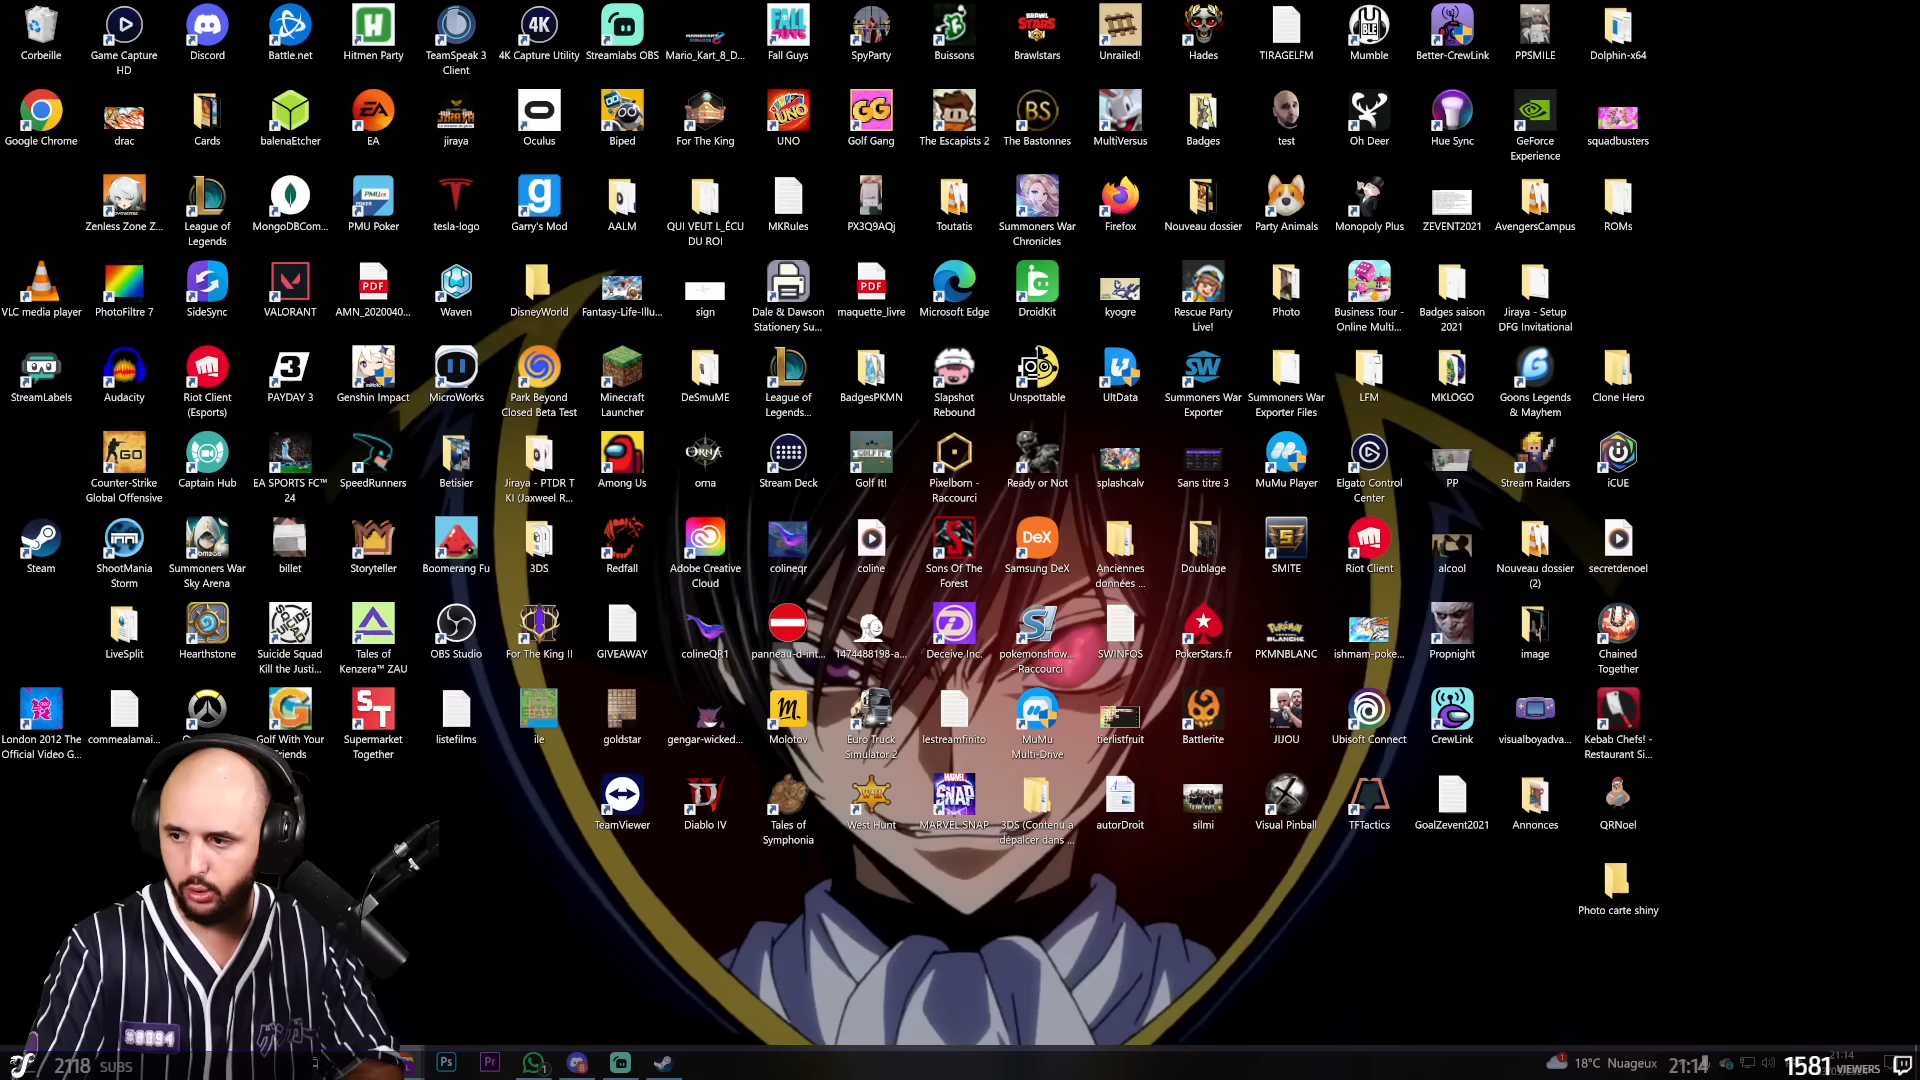 Corbeille
Game Capture HD
Discord
Battle.net
Hitmen Party
TeamSpeak 3 Client
4K Capture Utility
Streamlabs OBS
Mario_Kart_8_D...
Fall Guys
SpyParty
Buissons
Brawlstars
Unrailed!
Hades
TIRAGELFM
Mumble
Better-CrewLink
PPSMILE
Dolphin-x64
Google Chrome
drac
Cards
balenaEtcher
EA
jiraya
Oculus
Biped
For The King
UNO
Golf Gang
The Escapists 2
The Bastonnes
MultiVersus
Badges
test
Oh Deer
Hue Sync
GeForce Experience
squadbusters
Zenless Zone Z...
League of Legends
MongoDBCom...
PMU Poker
tesla-logo
Garry's Mod
AALM
QUI VEUT L_ÉCU DU ROI
MKRules
PX3Q9AQj
Toutatis
Summoners War Chronicles
Firefox
Nouveau dossier
Party Animals
Monopoly Plus
ZEVENT2021
AvengersCampus
ROMs
VLC media player
PhotoFiltre 7
SideSync
VALORANT
AMN_2020040...
Waven
DisneyWorld
Fantasy-Life-Illu...
sign
Dale & Dawson Stationery Su...
maquette_livre
Microsoft Edge
DroidKit
kyogre
Rescue Party Live!
Photo
Business Tour - Online Multi...
Badges saison 2021
Jiraya - Setup DFG Invitational
StreamLabels
Audacity
Riot Client (Esports)
PAYDAY 3
Genshin Impact
MicroWorks
Park Beyond Closed Beta Test
Minecraft Launcher
DeSmuME
League of Legends...
BadgesPKMN
Slapshot Rebound
Unspottable
UltData
Summoners War Exporter
Summoners War Exporter Files
LFM
MKLOGO
Goons Legends & Mayhem
Clone Hero
Counter-Strike Global Offensive
Captain Hub
EA SPORTS FC™ 24
SpeedRunners
Betisier
Jiraya - PTDR T KI (Jaxweel R...
Among Us
orna
Stream Deck
Golf It!
Pixelborn - Raccourci
Ready or Not
splashcalv
Sans titre 3
MuMu Player
Elgato Control Center
PP
Stream Raiders
iCUE
Steam
ShootMania Storm
Summoners War Sky Arena
billet
Storyteller
Boomerang Fu
3DS
Redfall
Adobe Creative Cloud
colineqr
coline
Sons Of The Forest
Samsung DeX
Anciennes données ...
Doublage
SMITE
Riot Client
alcool
Nouveau dossier (2)
secretdenoel
LiveSplit
Hearthstone
Suicide Squad Kill the Justi...
Tales of Kenzera™ ZAU
OBS Studio
For The King II
GIVEAWAY
colineQR1
panneau-d-int...
1474488198-a...
Deceive Inc.
pokemonshow... - Raccourci
SWINFOS
PokerStars.fr
PKMNBLANC
ishmam-poke...
Propnight
image
Chained Together
London 2012 The Official Video G...
commealamai...
Golf With Your
Supermarket Together
listefilms
ile
goldstar
gengar-wicked...
Molotov
Euro Truck Simulator 2
lestreamfinito
MuMu Multi-Drive
tierlistfruit
Battlerite
JIJOU
Ubisoft Connect
CrewLink
visualboyadva...
Kebab Chefs! - Restaurant Si...
TeamViewer
Diablo IV
Tales of Symphonia
West Hunt
MARVEL SNAP
3DS (Contenu à dépalcer dans ...
autorDroit
silmi
Visual Pinball
TFTactics
GoalZevent2021
Annonces
QRNoel
Photo carte shiny
2118 SUBS
18°C Nuageux
21:14
1581 VIEWERS